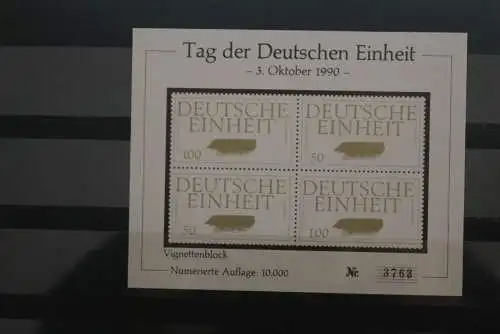 Tag der Deutschen Einheit
- 3. Oktober 1990 -
DEUTSCHE
EINHEIT
100
DEUTSCHE
EINHEIT
50
DEUTSCHE
EINHEIT
50
DEUTSCHE
EINHEIT
100
Vignettenblock
Numerierte Auflage: 10.000
Nr. 3763